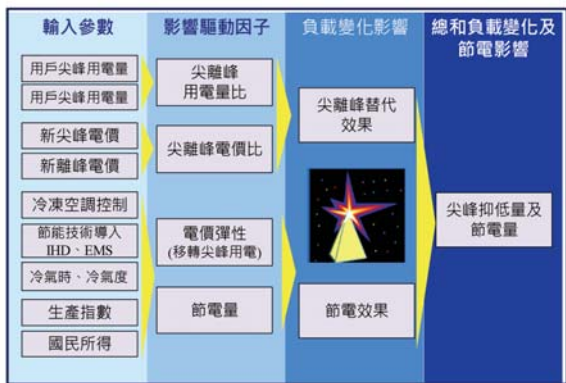 輸入參數
用戶尖峰用電量
用戶尖峰用電量
新尖峰電價
新離峰電價
冷凍空調控制
節能技術導入
IHD、EMS
冷氣時、冷氣度
生產指數
國民所得
影響驅動因子
尖離峰
用電量比
尖離峰電價比
電價彈性
(移轉尖峰用電)
節電量
負載變化影響
尖離峰替代
效果
節電效果
總和負載變化及
節電影響
尖峰抑低量及
節電量